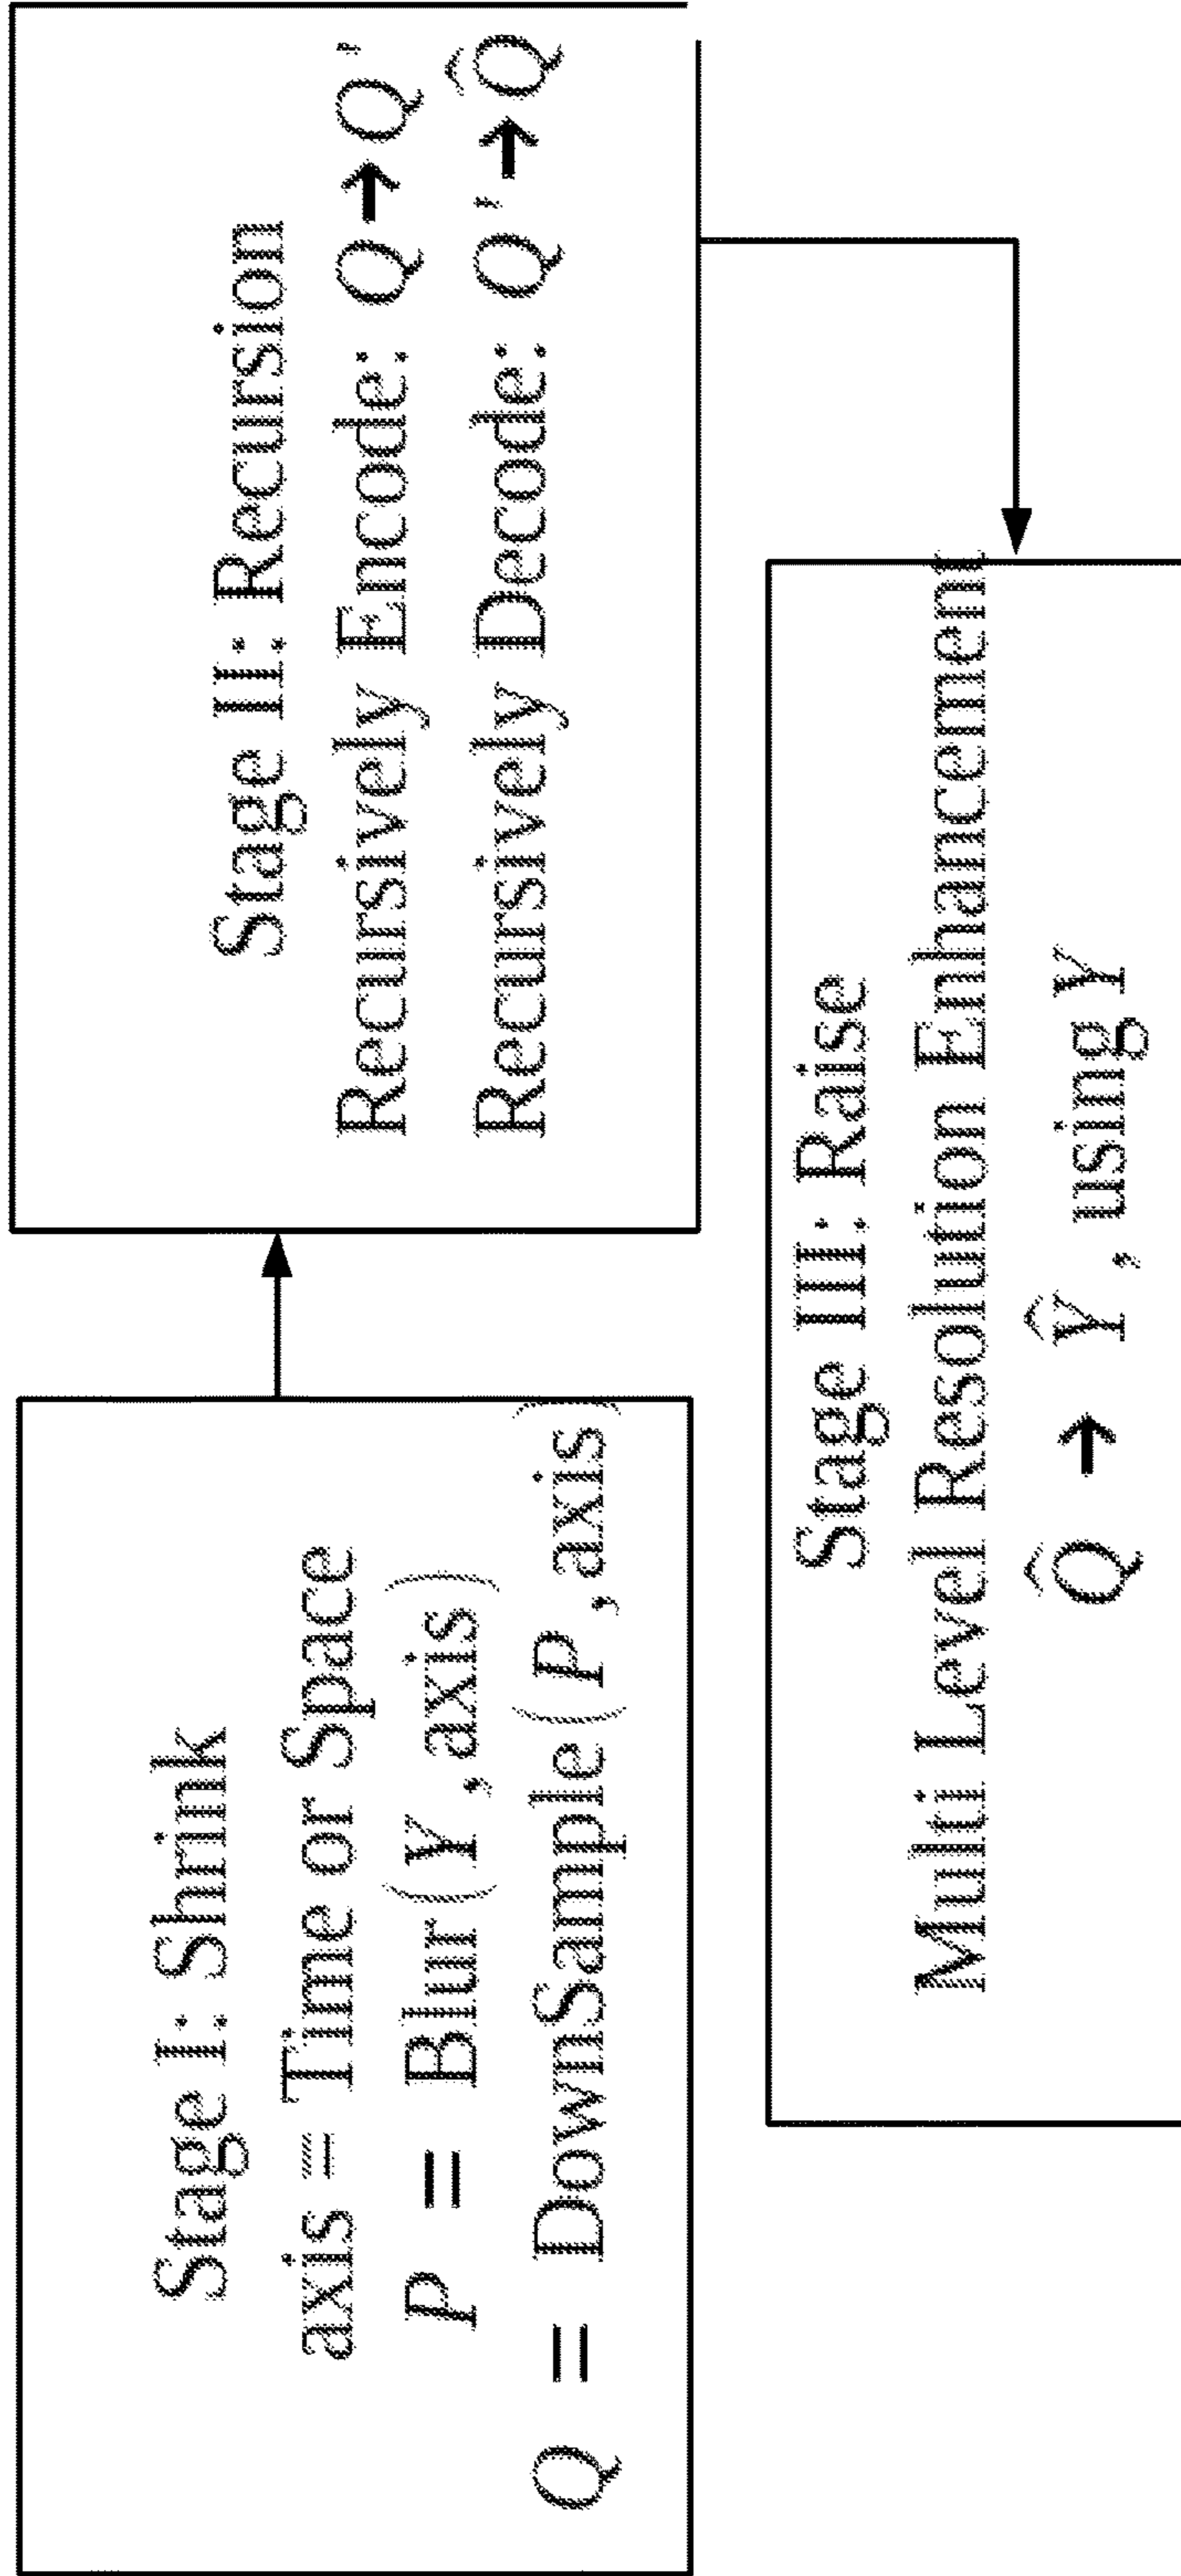 Stage I: Shrink
axis = Time or Space
P = Blur(Y, axis)
Q = DownSample(P, axis)
Stage II: Recursion
Recursively Encode: Q→Q'
Recursively Decode: Q'→Q̂
Stage III: Raise
Multi Level Resolution Enhancement
Q̂ → Ŷ, using Y